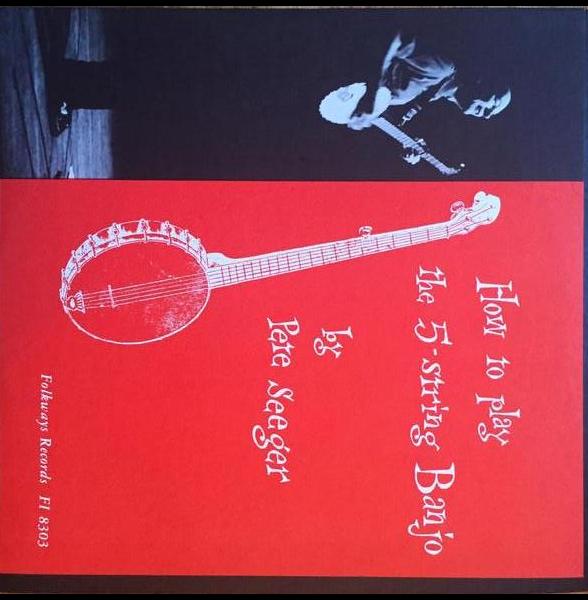 How to play
the 5-string Banjo
by
Pete Seeger
Folkways Records FI 8303